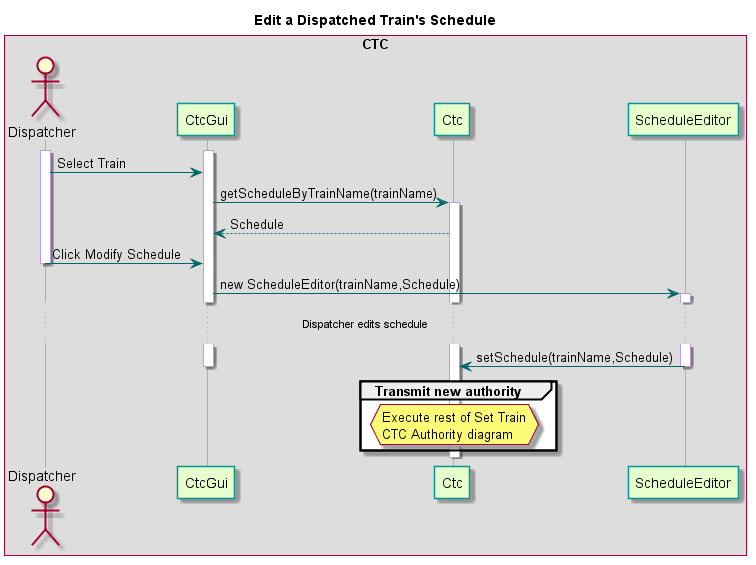 Edit a Dispatched Train's Schedule
CTC
Dispatcher
CtcGui
Ctc
ScheduleEditor
Select Train
getScheduleByTrainName(trainName)
Schedule
Click Modify Schedule
new ScheduleEditor(trainName,Schedule)
Dispatcher edits schedule
setSchedule(trainName,Schedule)
Transmit new authority
Execute rest of Set Train
CTC Authority diagram
Dispatcher
CtcGui
Ctc
ScheduleEditor